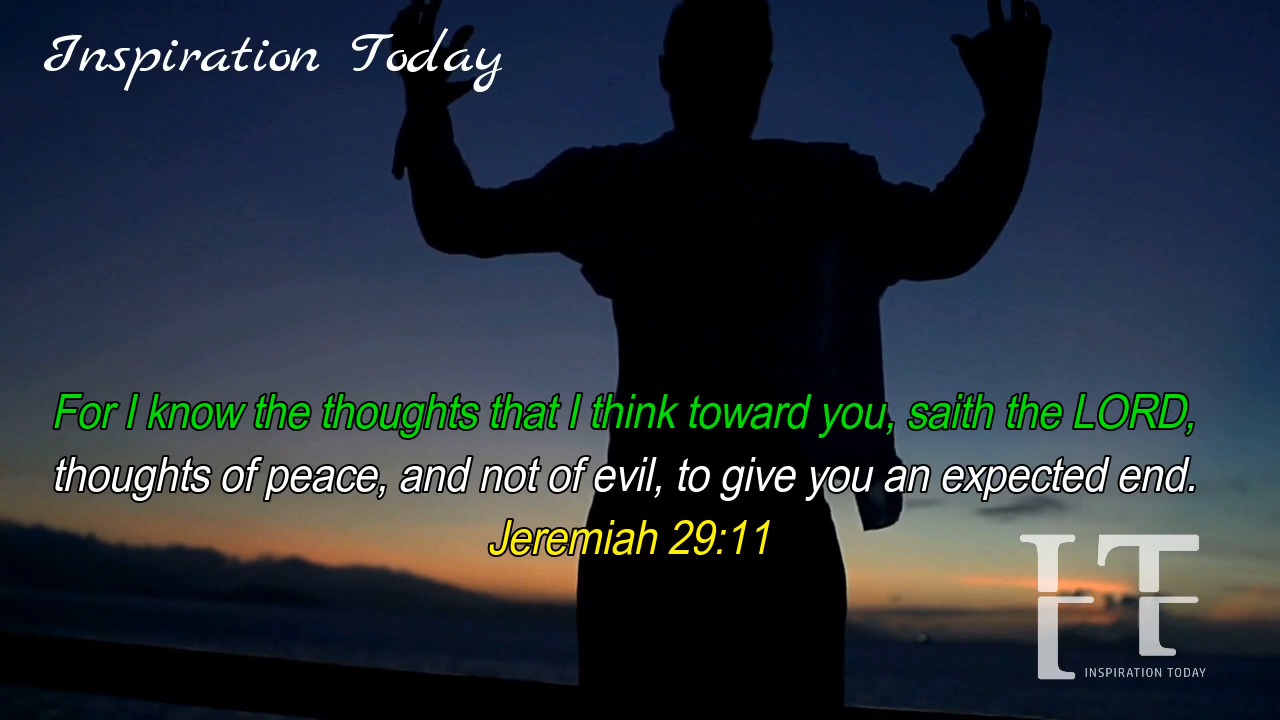 Inspiration Today
For I know the thoughts that I think toward you, saith the LORD,
thoughts of peace, and not of evil, to give you an expected end.
Jeremiah 29:11
IT
INSPIRATION TODAY